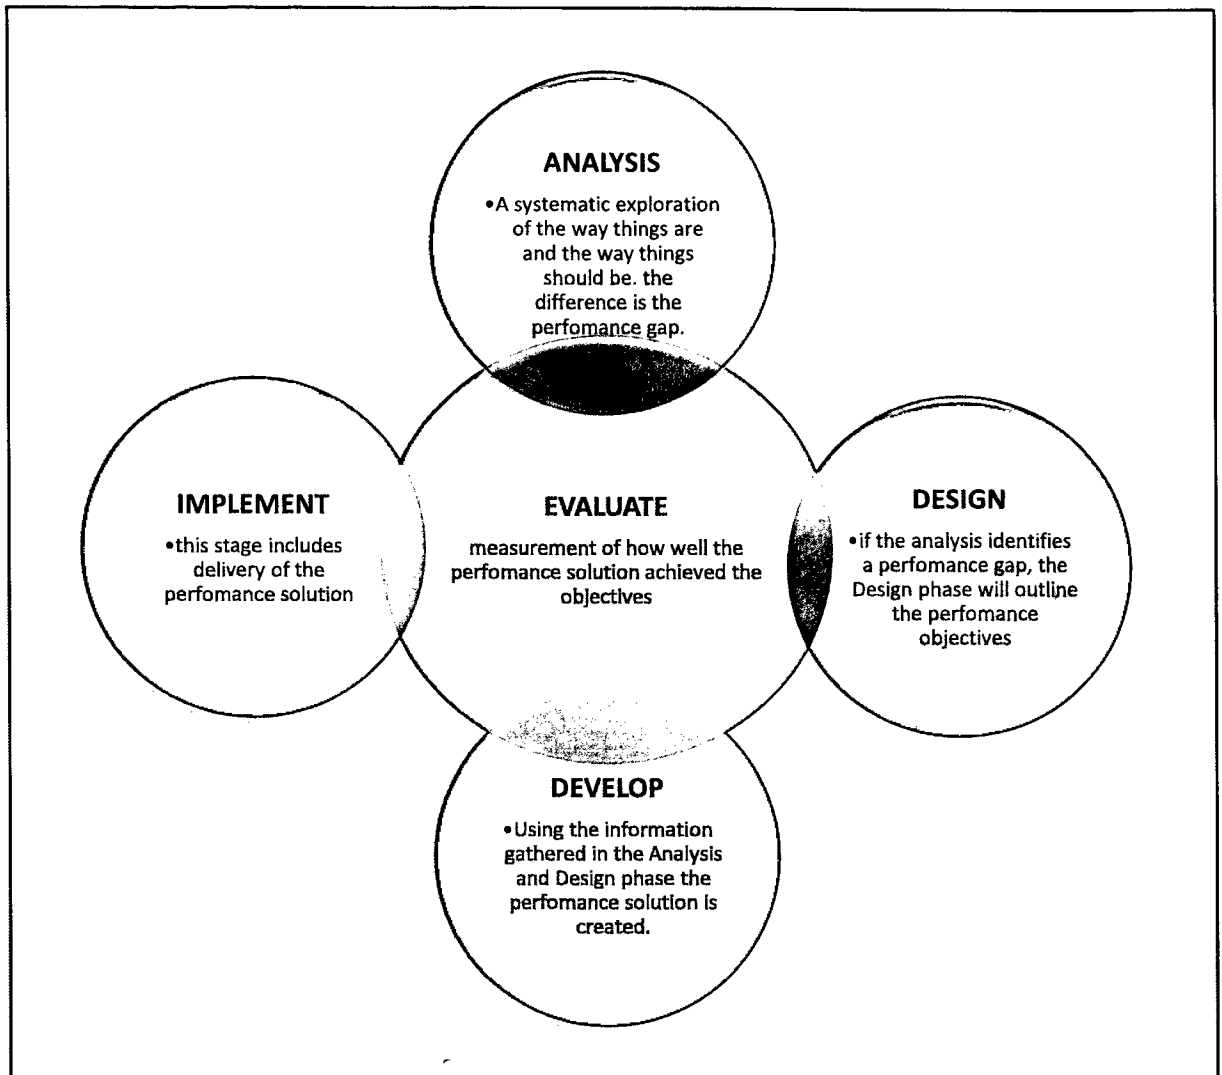 ANALYSIS
•A systematic exploration
of the way things are
and the way things
should be. the
difference is the
perfomance gap.
IMPLEMENT
•this stage includes
delivery of the
perfomance solution
EVALUATE
measurement of how well the
perfomance solution achieved the
objectives
DESIGN
•if the analysis identifies
a perfomance gap, the
Design phase will outline
the perfomance
objectives
DEVELOP
•Using the information
gathered in the Analysis
and Design phase the
perfomance solution is
created.